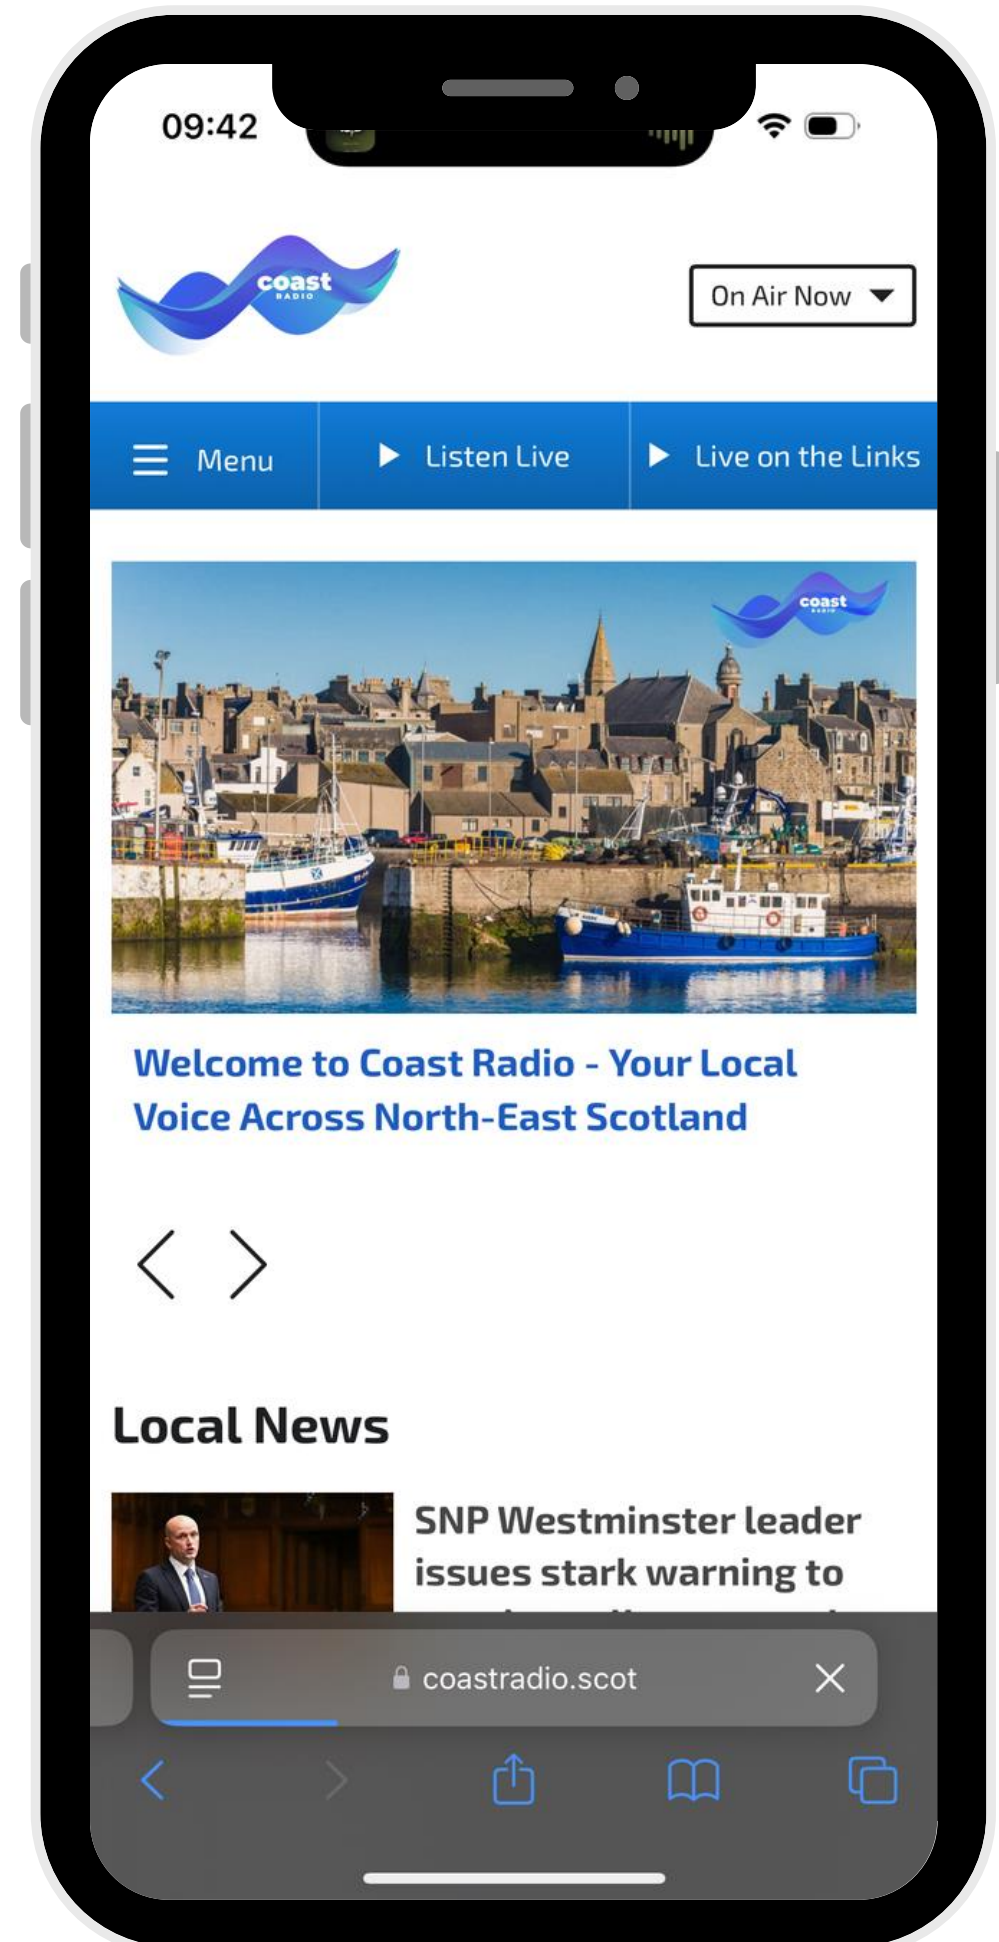 09:42
coast
RADIO
On Air Now
Menu
Listen Live
Live on the Links
coast
RADIO
Welcome to Coast Radio - Your Local
Voice Across North-East Scotland
Local News
SNP Westminster leader
issues stark warning to
coastradio.scot